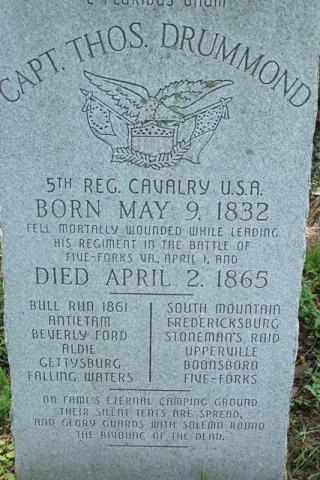 E PLURIBUS UNUM
CAPT. THOS. DRUMMOND
5TH REG. CAVALRY U.S.A.
BORN MAY 9, 1832
FELL MORTALLY WOUNDED WHILE LEADING
HIS REGIMENT IN THE BATTLE OF
FIVE-FORKS VA., APRIL 1, AND
DIED APRIL 2, 1865
BULL RUN 1861
ANTIETAM
BEVERLY FORD
ALDIE
GETTYSBURG
FALLING WATERS
SOUTH MOUNTAIN
FREDERICKSBURG
STONEMAN'S RAID
UPPERVILLE
BOONSBORO
FIVE-FORKS
ON FAME'S ETERNAL CAMPING GROUND
THEIR SILENT TENTS ARE SPREAD,
AND GLORY GUARDS WITH SOLEMN ROUND
THE BIVOUAC OF THE DEAD.